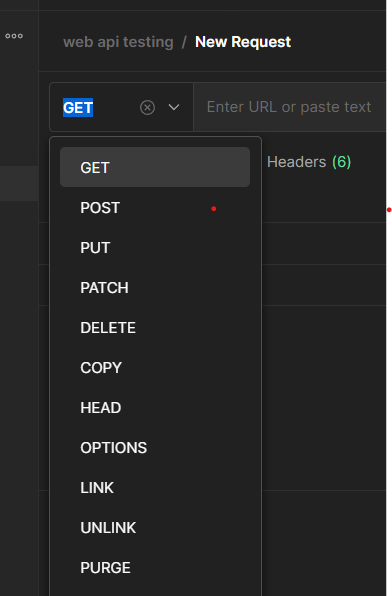 web api testing / New Request
GET
Enter URL or paste text
Headers (6)
GET
POST
PUT
PATCH
DELETE
COPY
HEAD
OPTIONS
LINK
UNLINK
PURGE